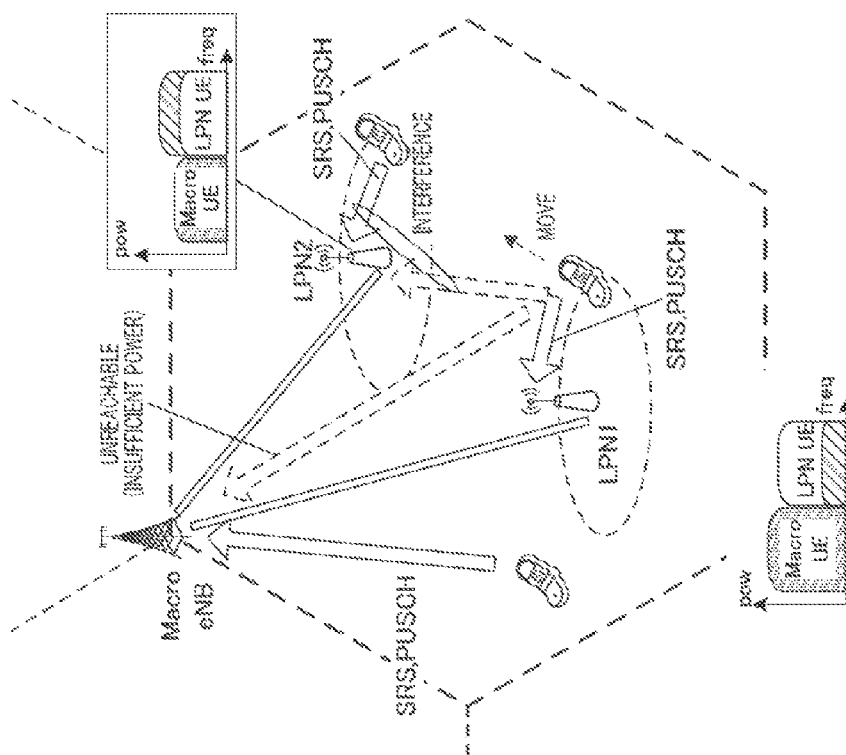 Macro
eNB
UNREACHABLE
(INSUFFICIENT POWER)
SRS,PUSCH
LPN1
LPN2
SRS,PUSCH
MOVE
INTERFERENCE
SRS,PUSCH
pow
Macro
UE
LPN UE
freq
pow
Macro
UE
LPN UE
freq